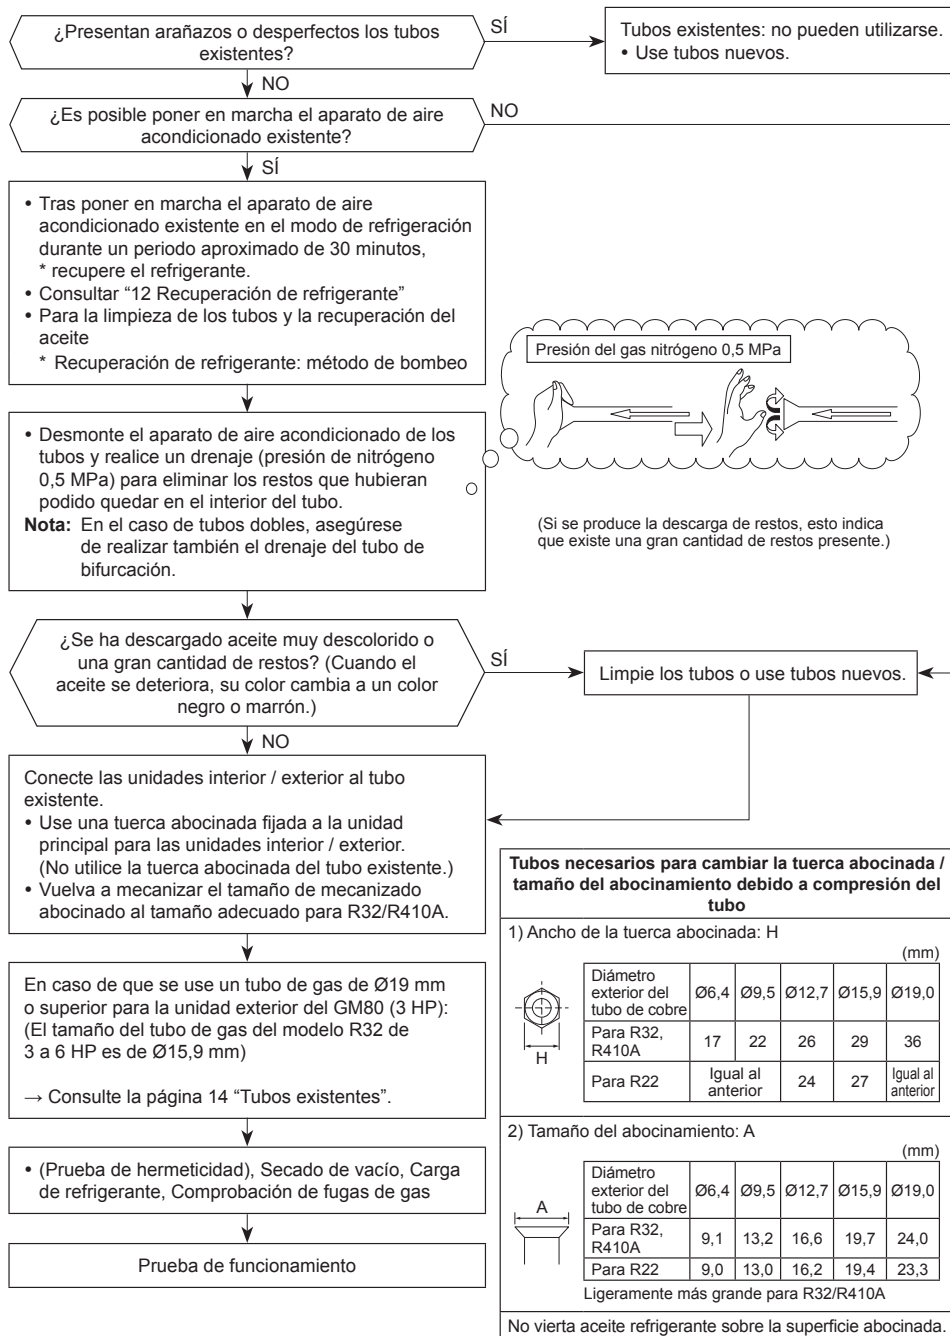 ¿Presentan arañazos o desperfectos los tubos
existentes?
SÍ
Tubos existentes: no pueden utilizarse.
• Use tubos nuevos.
NO
¿Es posible poner en marcha el aparato de aire
acondicionado existente?
NO
SÍ
• Tras poner en marcha el aparato de aire
acondicionado existente en el modo de refrigeración
durante un periodo aproximado de 30 minutos,
* recupere el refrigerante.
• Consultar “12 Recuperación de refrigerante”
• Para la limpieza de los tubos y la recuperación del
aceite
* Recuperación de refrigerante: método de bombeo
Presión del gas nitrógeno 0,5 MPa
• Desmonte el aparato de aire acondicionado de los
tubos y realice un drenaje (presión de nitrógeno
0,5 MPa) para eliminar los restos que hubieran
podido quedar en el interior del tubo.
Nota: En el caso de tubos dobles, asegúrese
de realizar también el drenaje del tubo de
bifurcación.
(Si se produce la descarga de restos, esto indica
que existe una gran cantidad de restos presente.)
¿Se ha descargado aceite muy descolorido o
una gran cantidad de restos? (Cuando el
aceite se deteriora, su color cambia a un color
negro o marrón.)
SÍ
Limpie los tubos o use tubos nuevos.
NO
Conecte las unidades interior / exterior al tubo
existente.
• Use una tuerca abocinada fijada a la unidad
principal para las unidades interior / exterior.
(No utilice la tuerca abocinada del tubo existente.)
• Vuelva a mecanizar el tamaño de mecanizado
abocinado al tamaño adecuado para R32/R410A.
En caso de que se use un tubo de gas de Ø19 mm
o superior para la unidad exterior del GM80 (3 HP):
(El tamaño del tubo de gas del modelo R32 de
3 a 6 HP es de Ø15,9 mm)
→ Consulte la página 14 “Tubos existentes”.
• (Prueba de hermeticidad), Secado de vacío, Carga
de refrigerante, Comprobación de fugas de gas
Prueba de funcionamiento
Tubos necesarios para cambiar la tuerca abocinada /
tamaño del abocinamiento debido a compresión del
tubo
1) Ancho de la tuerca abocinada: H
(mm)
H
Diámetro
exterior del
tubo de cobre
Ø6,4 Ø9,5 Ø12,7 Ø15,9 Ø19,0
Para R32,
R410A
17 22 26 29 36
Para R22 Igual al
anterior 24 27 Igual al
anterior
2) Tamaño del abocinamiento: A
(mm)
A
Diámetro
exterior del
tubo de cobre
Ø6,4 Ø9,5 Ø12,7 Ø15,9 Ø19,0
Para R32,
R410A
9,1 13,2 16,6 19,7 24,0
Para R22 9,0 13,0 16,2 19,4 23,3
Ligeramente más grande para R32/R410A
No vierta aceite refrigerante sobre la superficie abocinada.